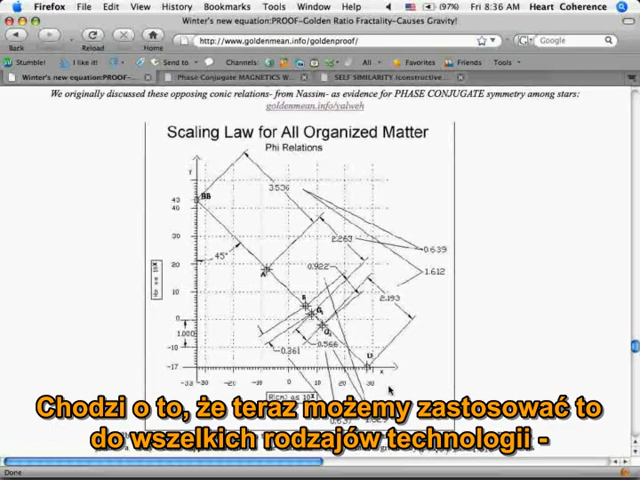 Firefox File Edit View History Bookmarks Tools Window Help (97%) Fri 8:36 AM Heart Coherence
Winter's new equation:PROOF-Golden Ratio Fractality-Causes Gravity!
Back Reload Stop Home http://www.goldenmean.info/goldenproof/ Google
Stumble! I like it! Send to Channels: All
Winter's new equation:PROOF-... Phase Conjugate MAGNETICS W... SELF SIMILARITY (constructive...
We originally discussed these opposing conic relations- from Nassim- as evidence for PHASE CONJUGATE symmetry among stars:
goldenmean.info/yalweh
Scaling Law for All Organized Matter
Phi Relations
Y
3.536
BB
43
40
2.263
0.639
30
45°
1.612
0.922
20
A
2.193
10
0
1.000
0.566
-10
0.361
U
-17
X
-33 -20 -10 0 10 20 30
Chodzi o to, że teraz możemy zastosować to
do wszelkich rodzajów technologii -
Done